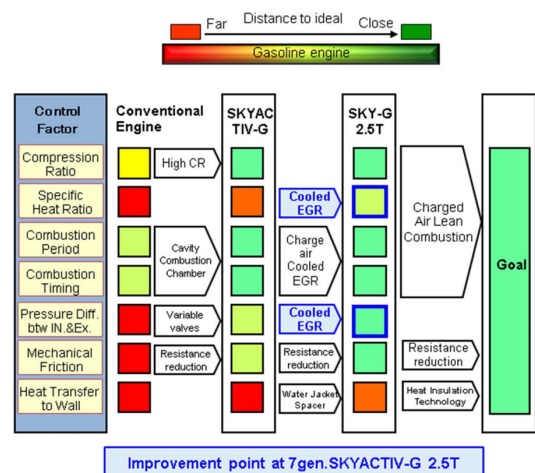 Distance to ideal
Far
Close
Gasoline engine
Control
Factor
Conventional
Engine
SKYAC
TIV-G
SKY-G
2.5T
Compression
Ratio
High CR
Specific
Heat Ratio
Cooled
EGR
Combustion
Period
Combustion
Timing
Cavity
Combustion
Chamber
Charge
air
Cooled
EGR
Charged
Air Lean
Combustion
Goal
Pressure Diff.
btw IN.&Ex.
Variable
valves
Cooled
EGR
Mechanical
Friction
Resistance
reduction
Resistance
reduction
Resistance
reduction
Heat Transfer
to Wall
Water Jacket
Spacer
Heat Insulation
Technology
Improvement point at 7gen.SKYACTIV-G 2.5T